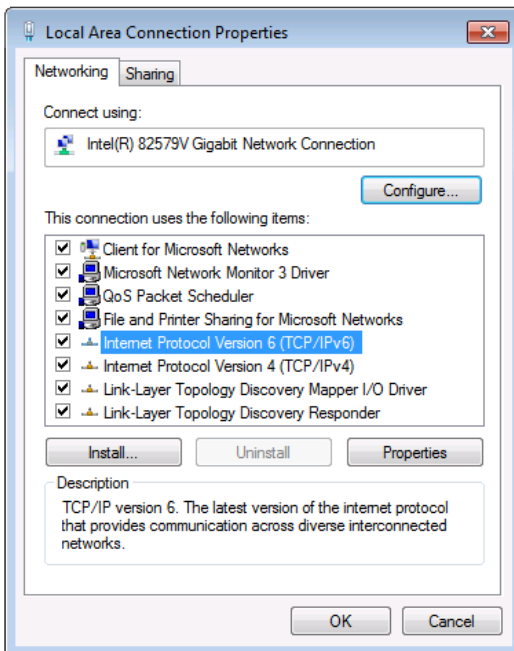 Local Area Connection Properties
Networking
Sharing
Connect using:
Intel(R) 82579V Gigabit Network Connection
Configure...
This connection uses the following items:
Client for Microsoft Networks
Microsoft Network Monitor 3 Driver
QoS Packet Scheduler
File and Printer Sharing for Microsoft Networks
Internet Protocol Version 6 (TCP/IPv6)
Internet Protocol Version 4 (TCP/IPv4)
Link-Layer Topology Discovery Mapper I/O Driver
Link-Layer Topology Discovery Responder
Install...
Uninstall
Properties
Description
TCP/IP version 6. The latest version of the internet protocol
that provides communication across diverse interconnected
networks.
OK
Cancel